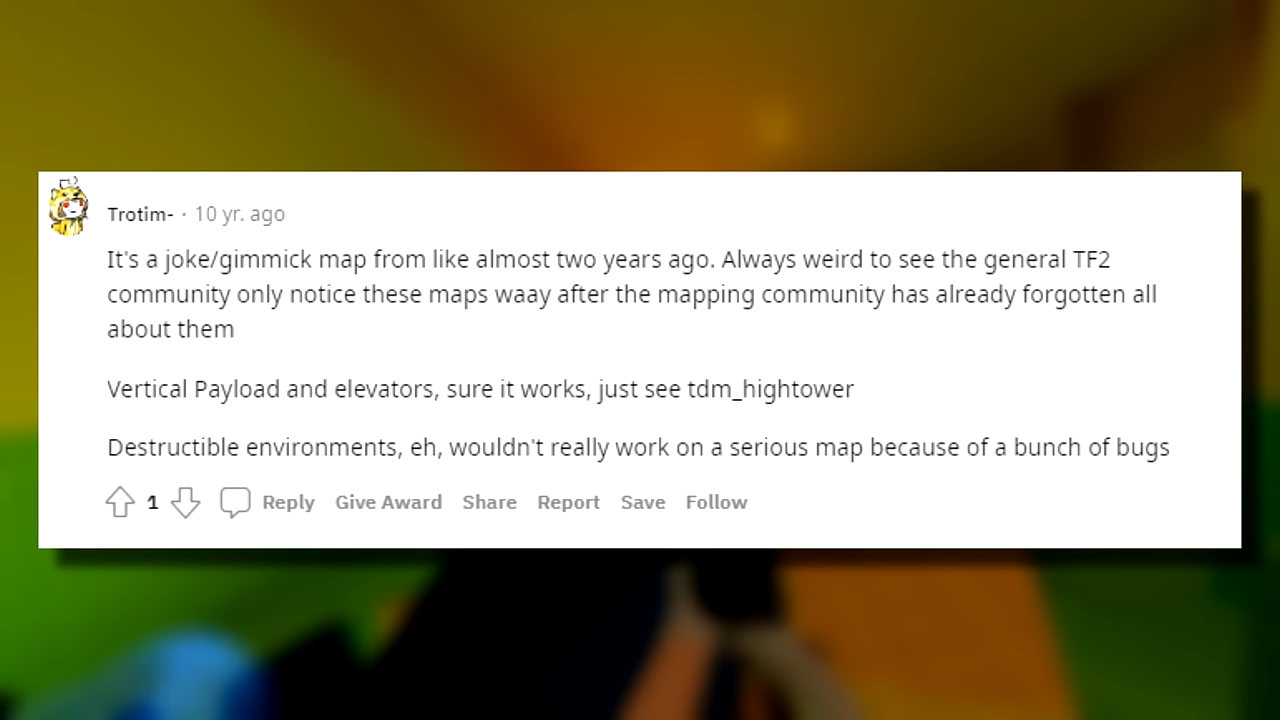 Trotim- · 10 yr. ago
It's a joke/gimmick map from like almost two years ago. Always weird to see the general TF2
community only notice these maps waay after the mapping community has already forgotten all
about them
Vertical Payload and elevators, sure it works, just see tdm_hightower
Destructible environments, eh, wouldn't really work on a serious map because of a bunch of bugs
1 Reply Give Award Share Report Save Follow